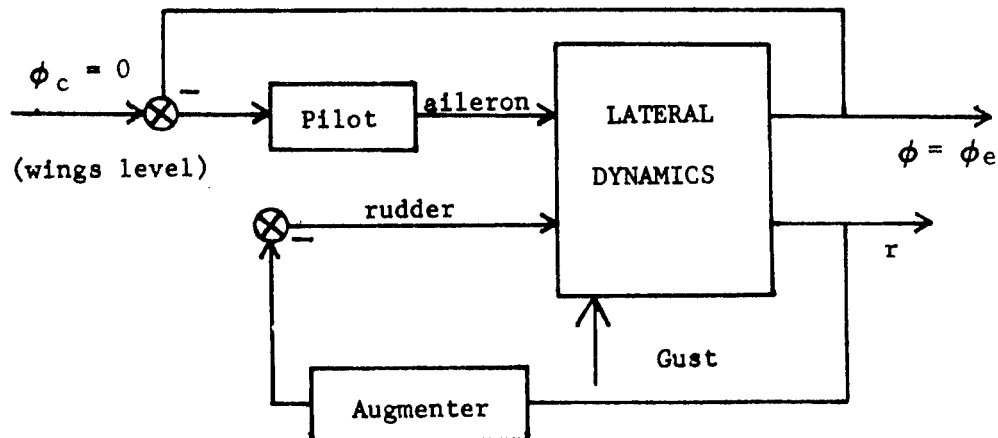 ϕc = 0
(wings level)
−
Pilot
aileron
LATERAL
DYNAMICS
ϕ = ϕe
rudder
−
r
Gust
Augmenter